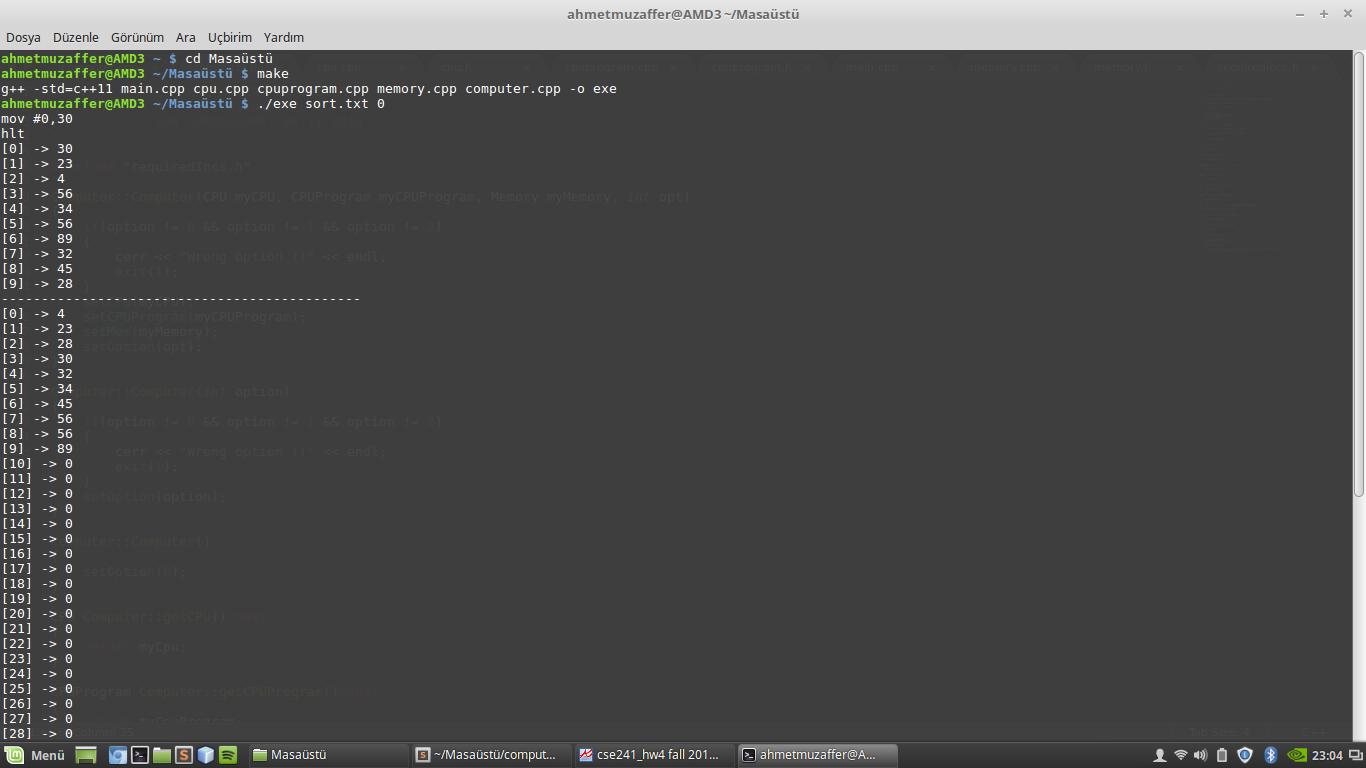 ahmetmuzaffer@AMD3 ~/Masaüstü
Dosya Düzenle Görünüm Ara Uçbirim Yardım
ahmetmuzaffer@AMD3 ~ $ cd Masaüstü
ahmetmuzaffer@AMD3 ~/Masaüstü $ make
g++ -std=c++11 main.cpp cpu.cpp cpuprogram.cpp memory.cpp computer.cpp -o exe
ahmetmuzaffer@AMD3 ~/Masaüstü $ ./exe sort.txt 0
mov #0,30
hlt
[0] -> 30
[1] -> 23
[2] -> 4
[3] -> 56
[4] -> 34
[5] -> 56
[6] -> 89
[7] -> 32
[8] -> 45
[9] -> 28
---------------------------------------------
[0] -> 4
[1] -> 23
[2] -> 28
[3] -> 30
[4] -> 32
[5] -> 34
[6] -> 45
[7] -> 56
[8] -> 56
[9] -> 89
[10] -> 0
[11] -> 0
[12] -> 0
[13] -> 0
[14] -> 0
[15] -> 0
[16] -> 0
[17] -> 0
[18] -> 0
[19] -> 0
[20] -> 0
[21] -> 0
[22] -> 0
[23] -> 0
[24] -> 0
[25] -> 0
[26] -> 0
[27] -> 0
[28] -> 0
Menü Masaüstü ~/Masaüstü/comput... cse241_hw4 fall 201... ahmetmuzaffer@A... 23:04